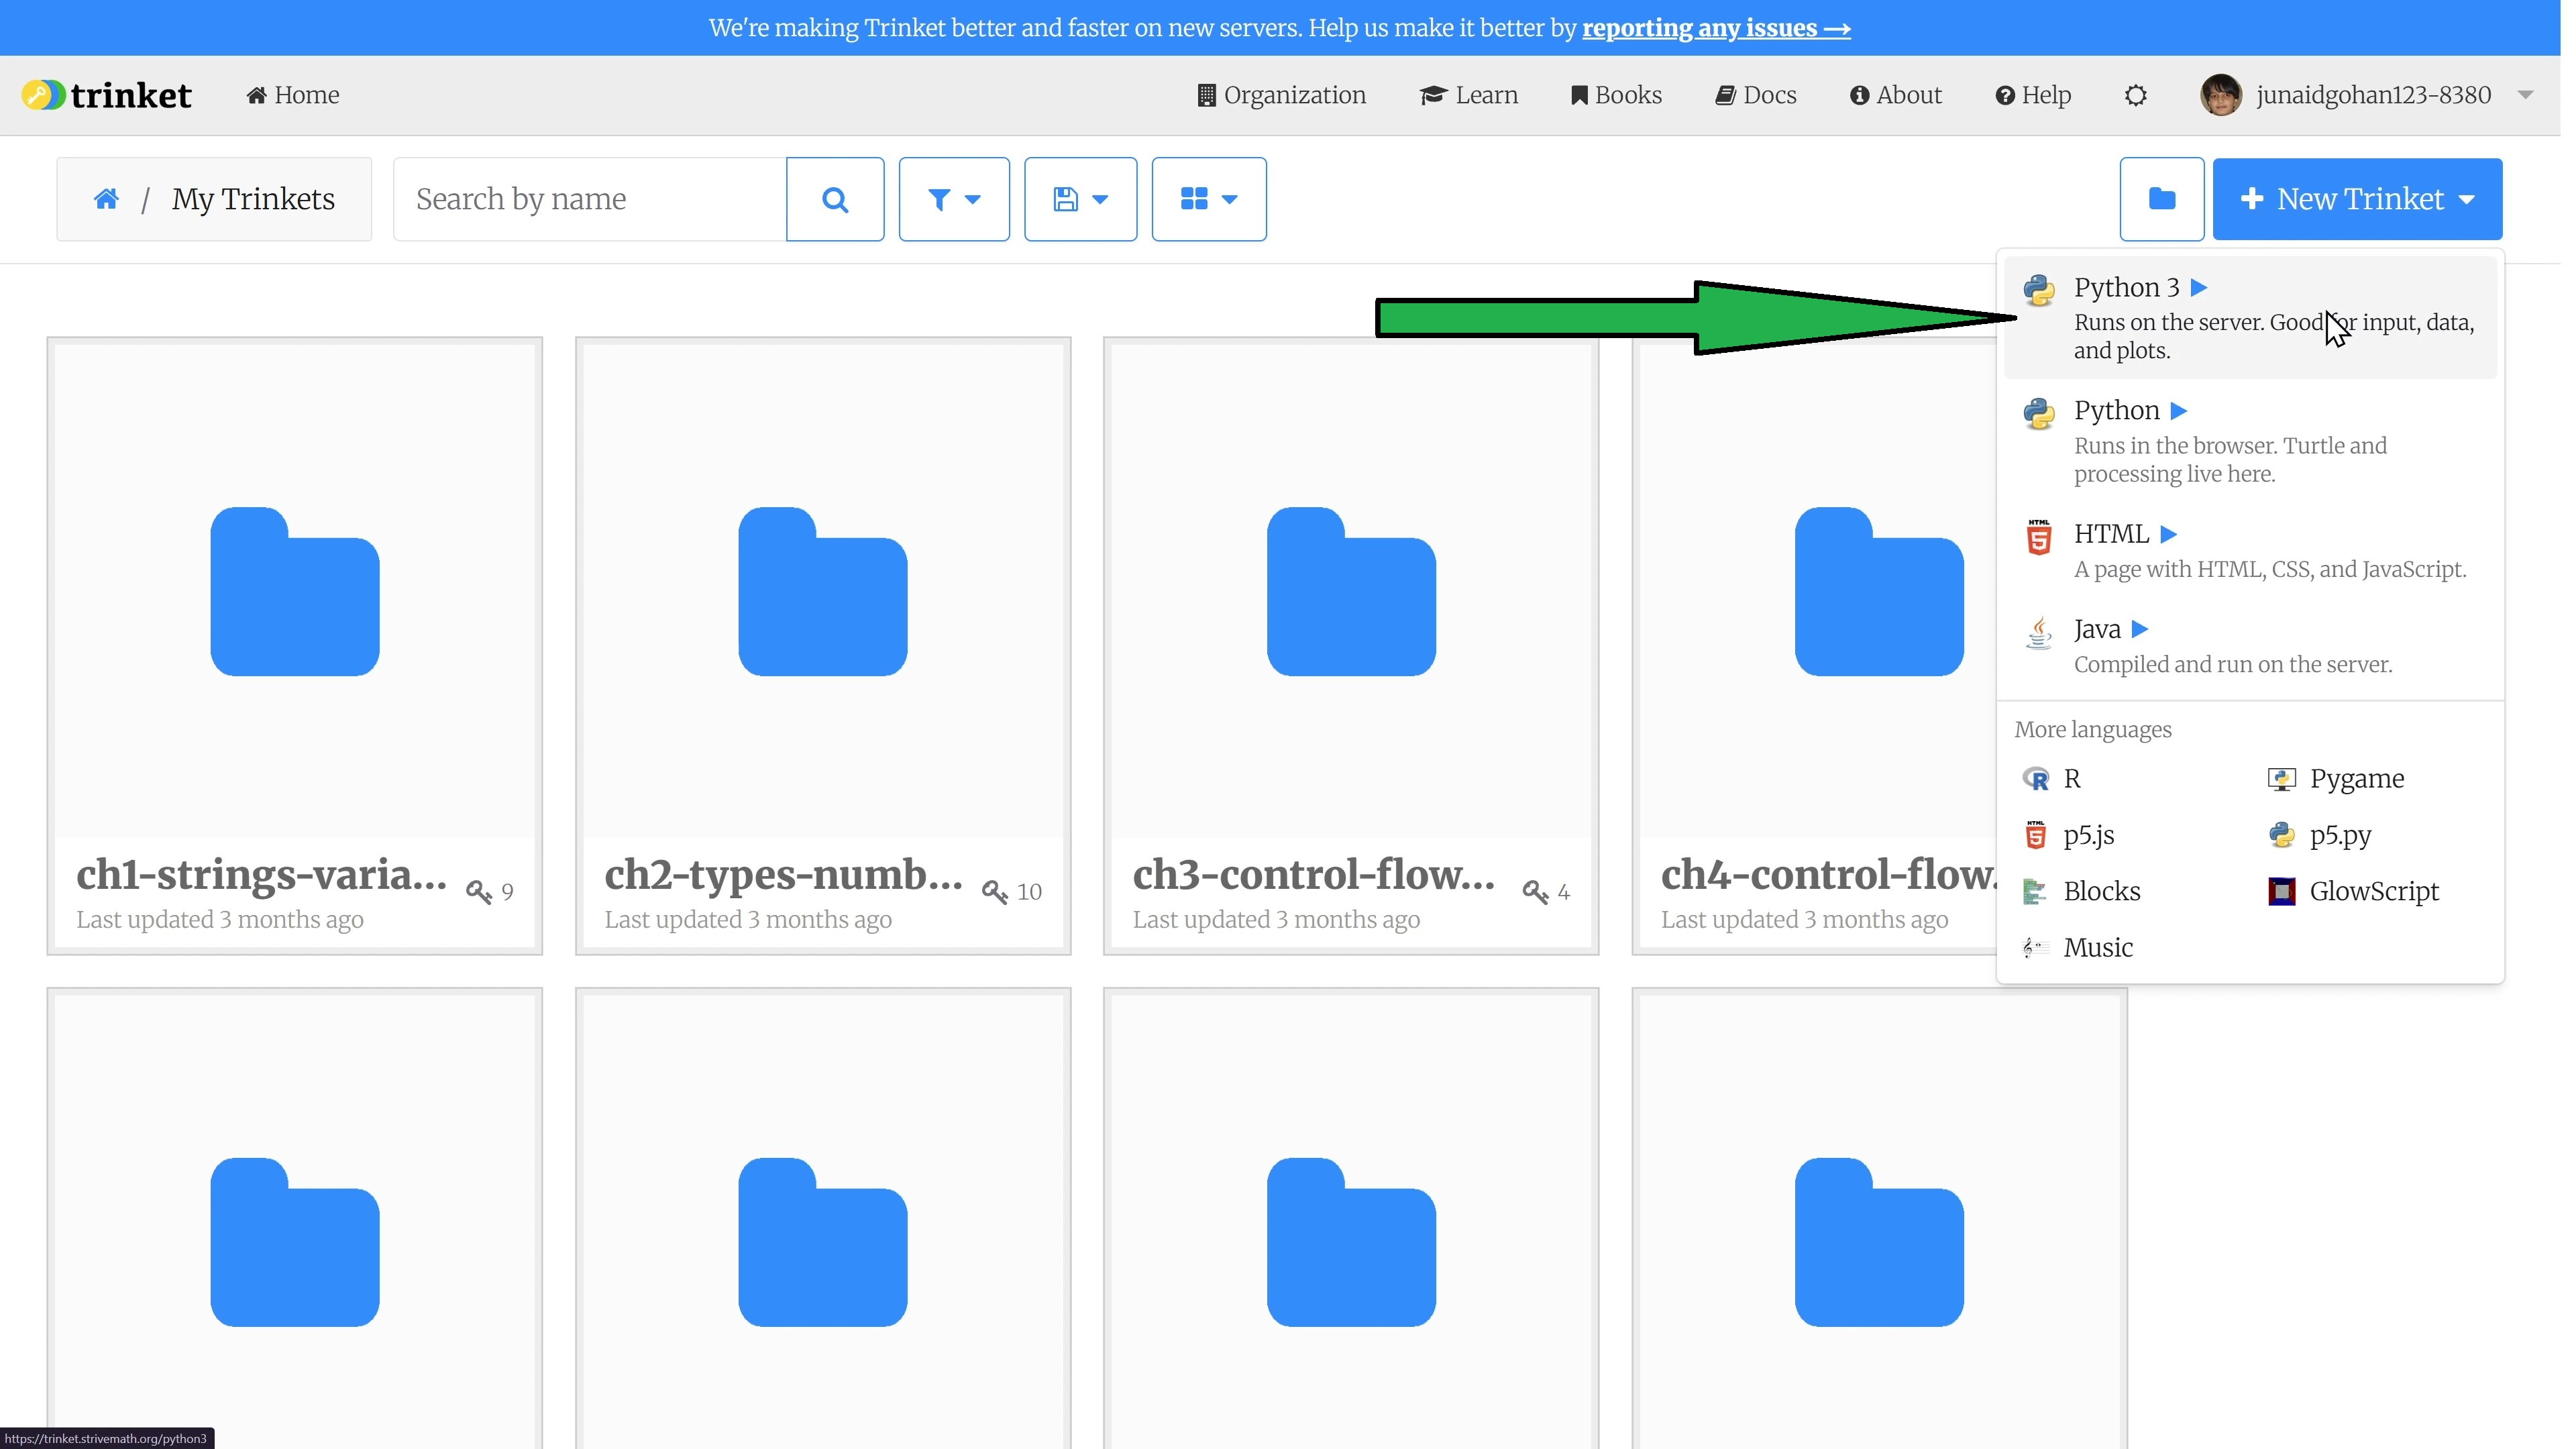 We're making Trinket better and faster on new servers. Help us make it better by reporting any issues →
trinket Home Organization Learn Books Docs About Help junaidgohan123-8380
/ My Trinkets Search by name New Trinket
Python 3
Runs on the server. Good for input, data,
and plots.
Python
Runs in the browser. Turtle and
processing live here.
HTML
A page with HTML, CSS, and JavaScript.
Java
Compiled and run on the server.
More languages
R Pygame
p5.js p5.py
Blocks GlowScript
Music
ch1-strings-varia... 9
Last updated 3 months ago
ch2-types-numb... 10
Last updated 3 months ago
ch3-control-flow... 4
Last updated 3 months ago
ch4-control-flow.
Last updated 3 months ago
https://trinket.strivemath.org/python3